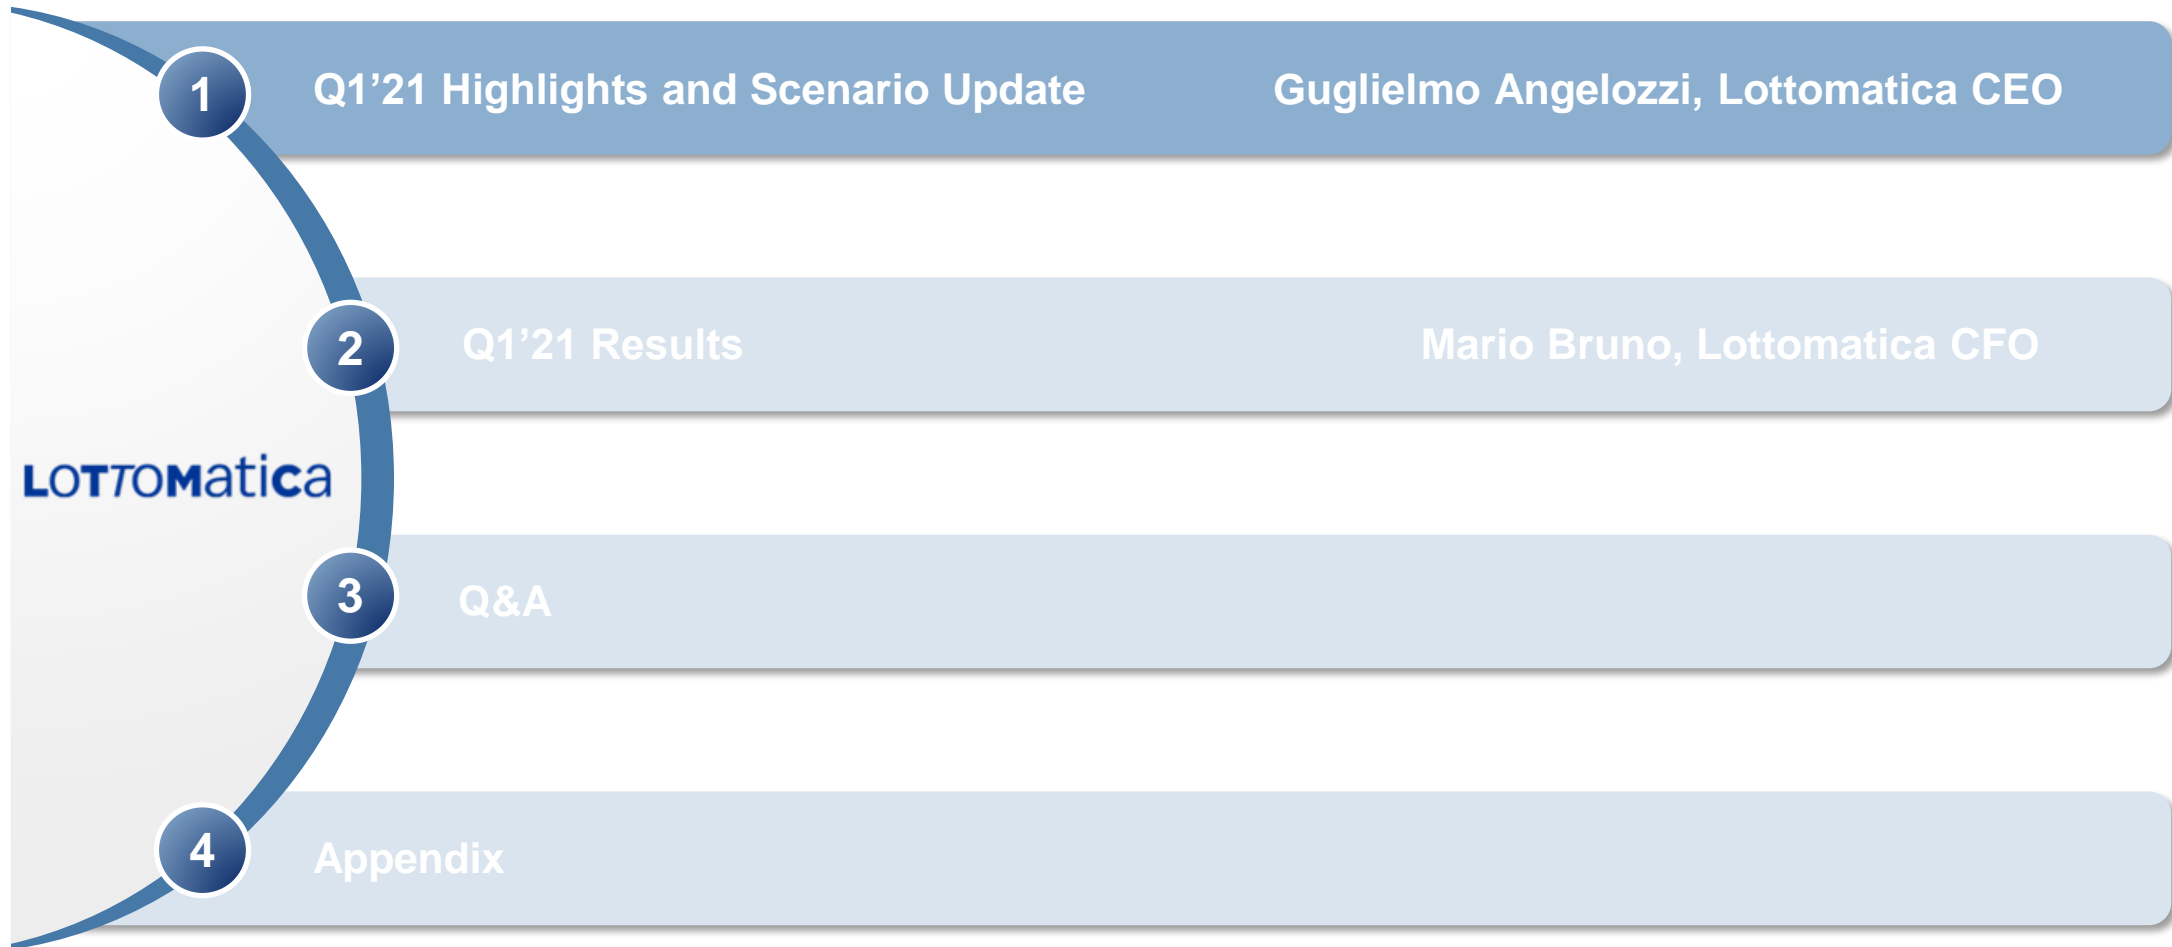 1 Q1’21 Highlights and Scenario Update Guglielmo Angelozzi, Lottomatica CEO
2 Q1’21 Results Mario Bruno, Lottomatica CFO
LOTTOMatica
3 Q&A
4 Appendix